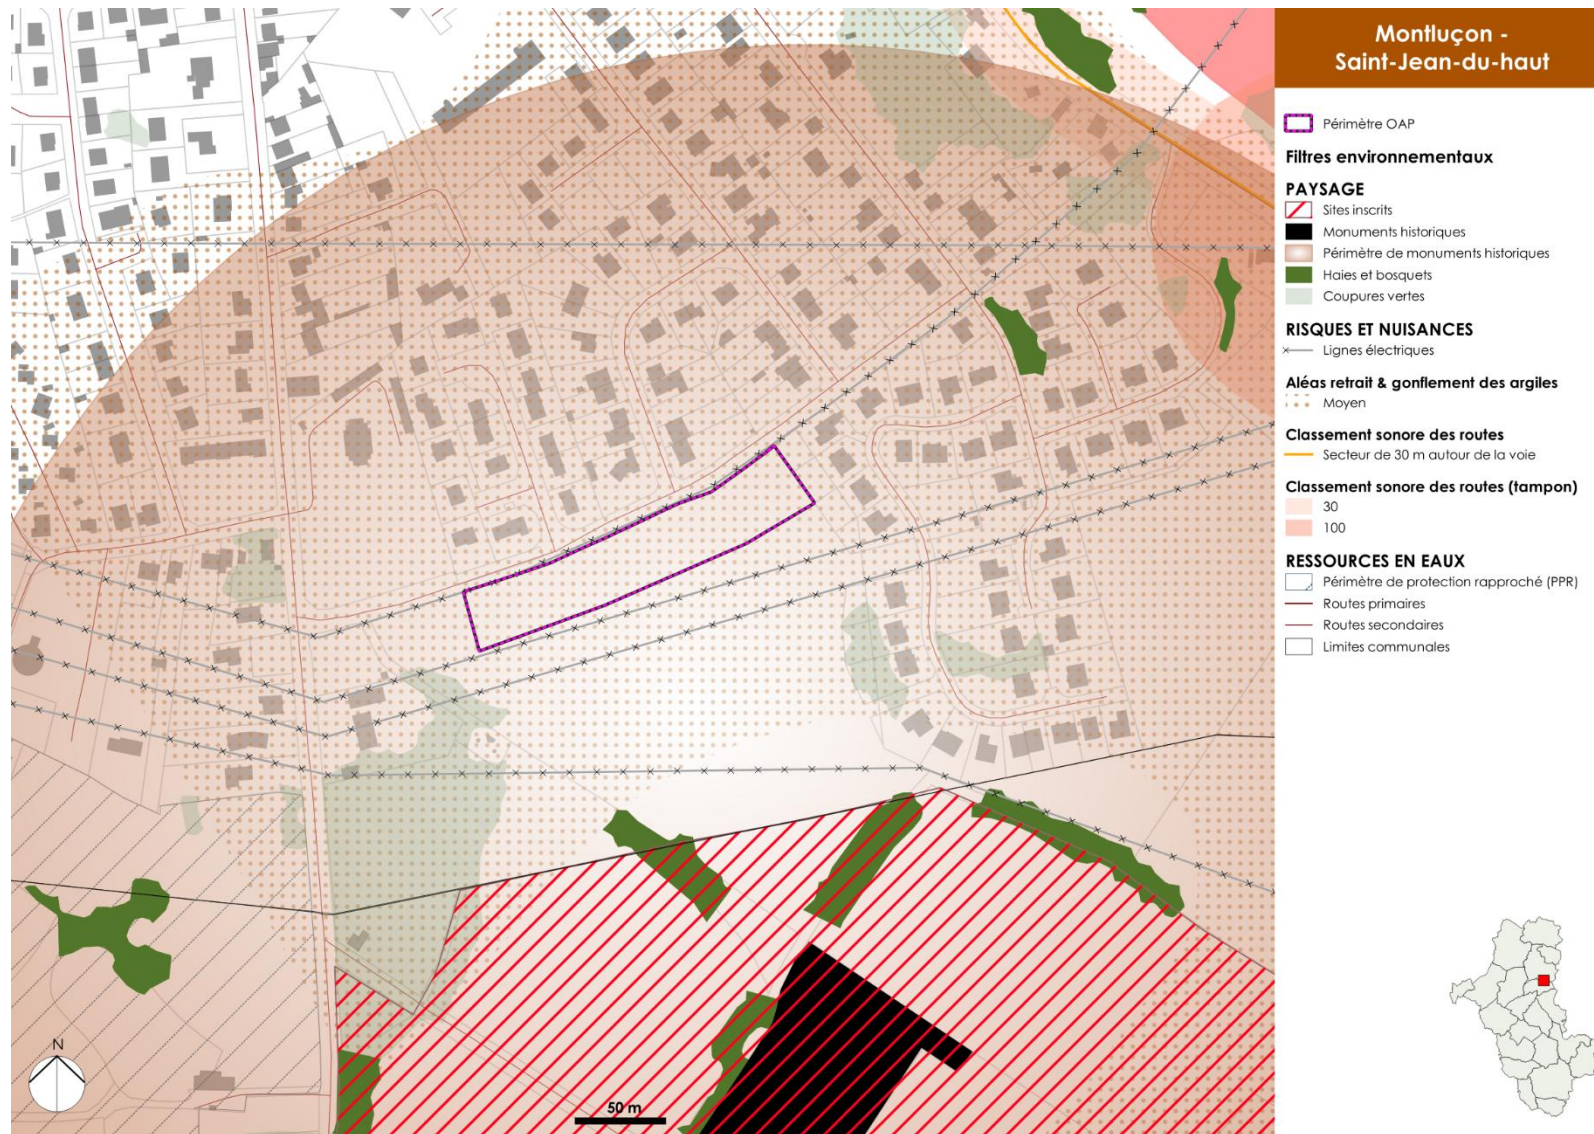 Montluçon -
Saint-Jean-du-haut
Périmètre OAP
Filtres environnementaux
PAYSAGE
Sites inscrits
Monuments historiques
Périmètre de monuments historiques
Haies et bosquets
Coupures vertes
RISQUES ET NUISANCES
Lignes électriques
Aléas retrait & gonflement des argiles
Moyen
Classement sonore des routes
Secteur de 30 m autour de la voie
Classement sonore des routes (tampon)
30
100
RESSOURCES EN EAUX
Périmètre de protection rapproché (PPR)
Routes primaires
Routes secondaires
Limites communales
N
50 m